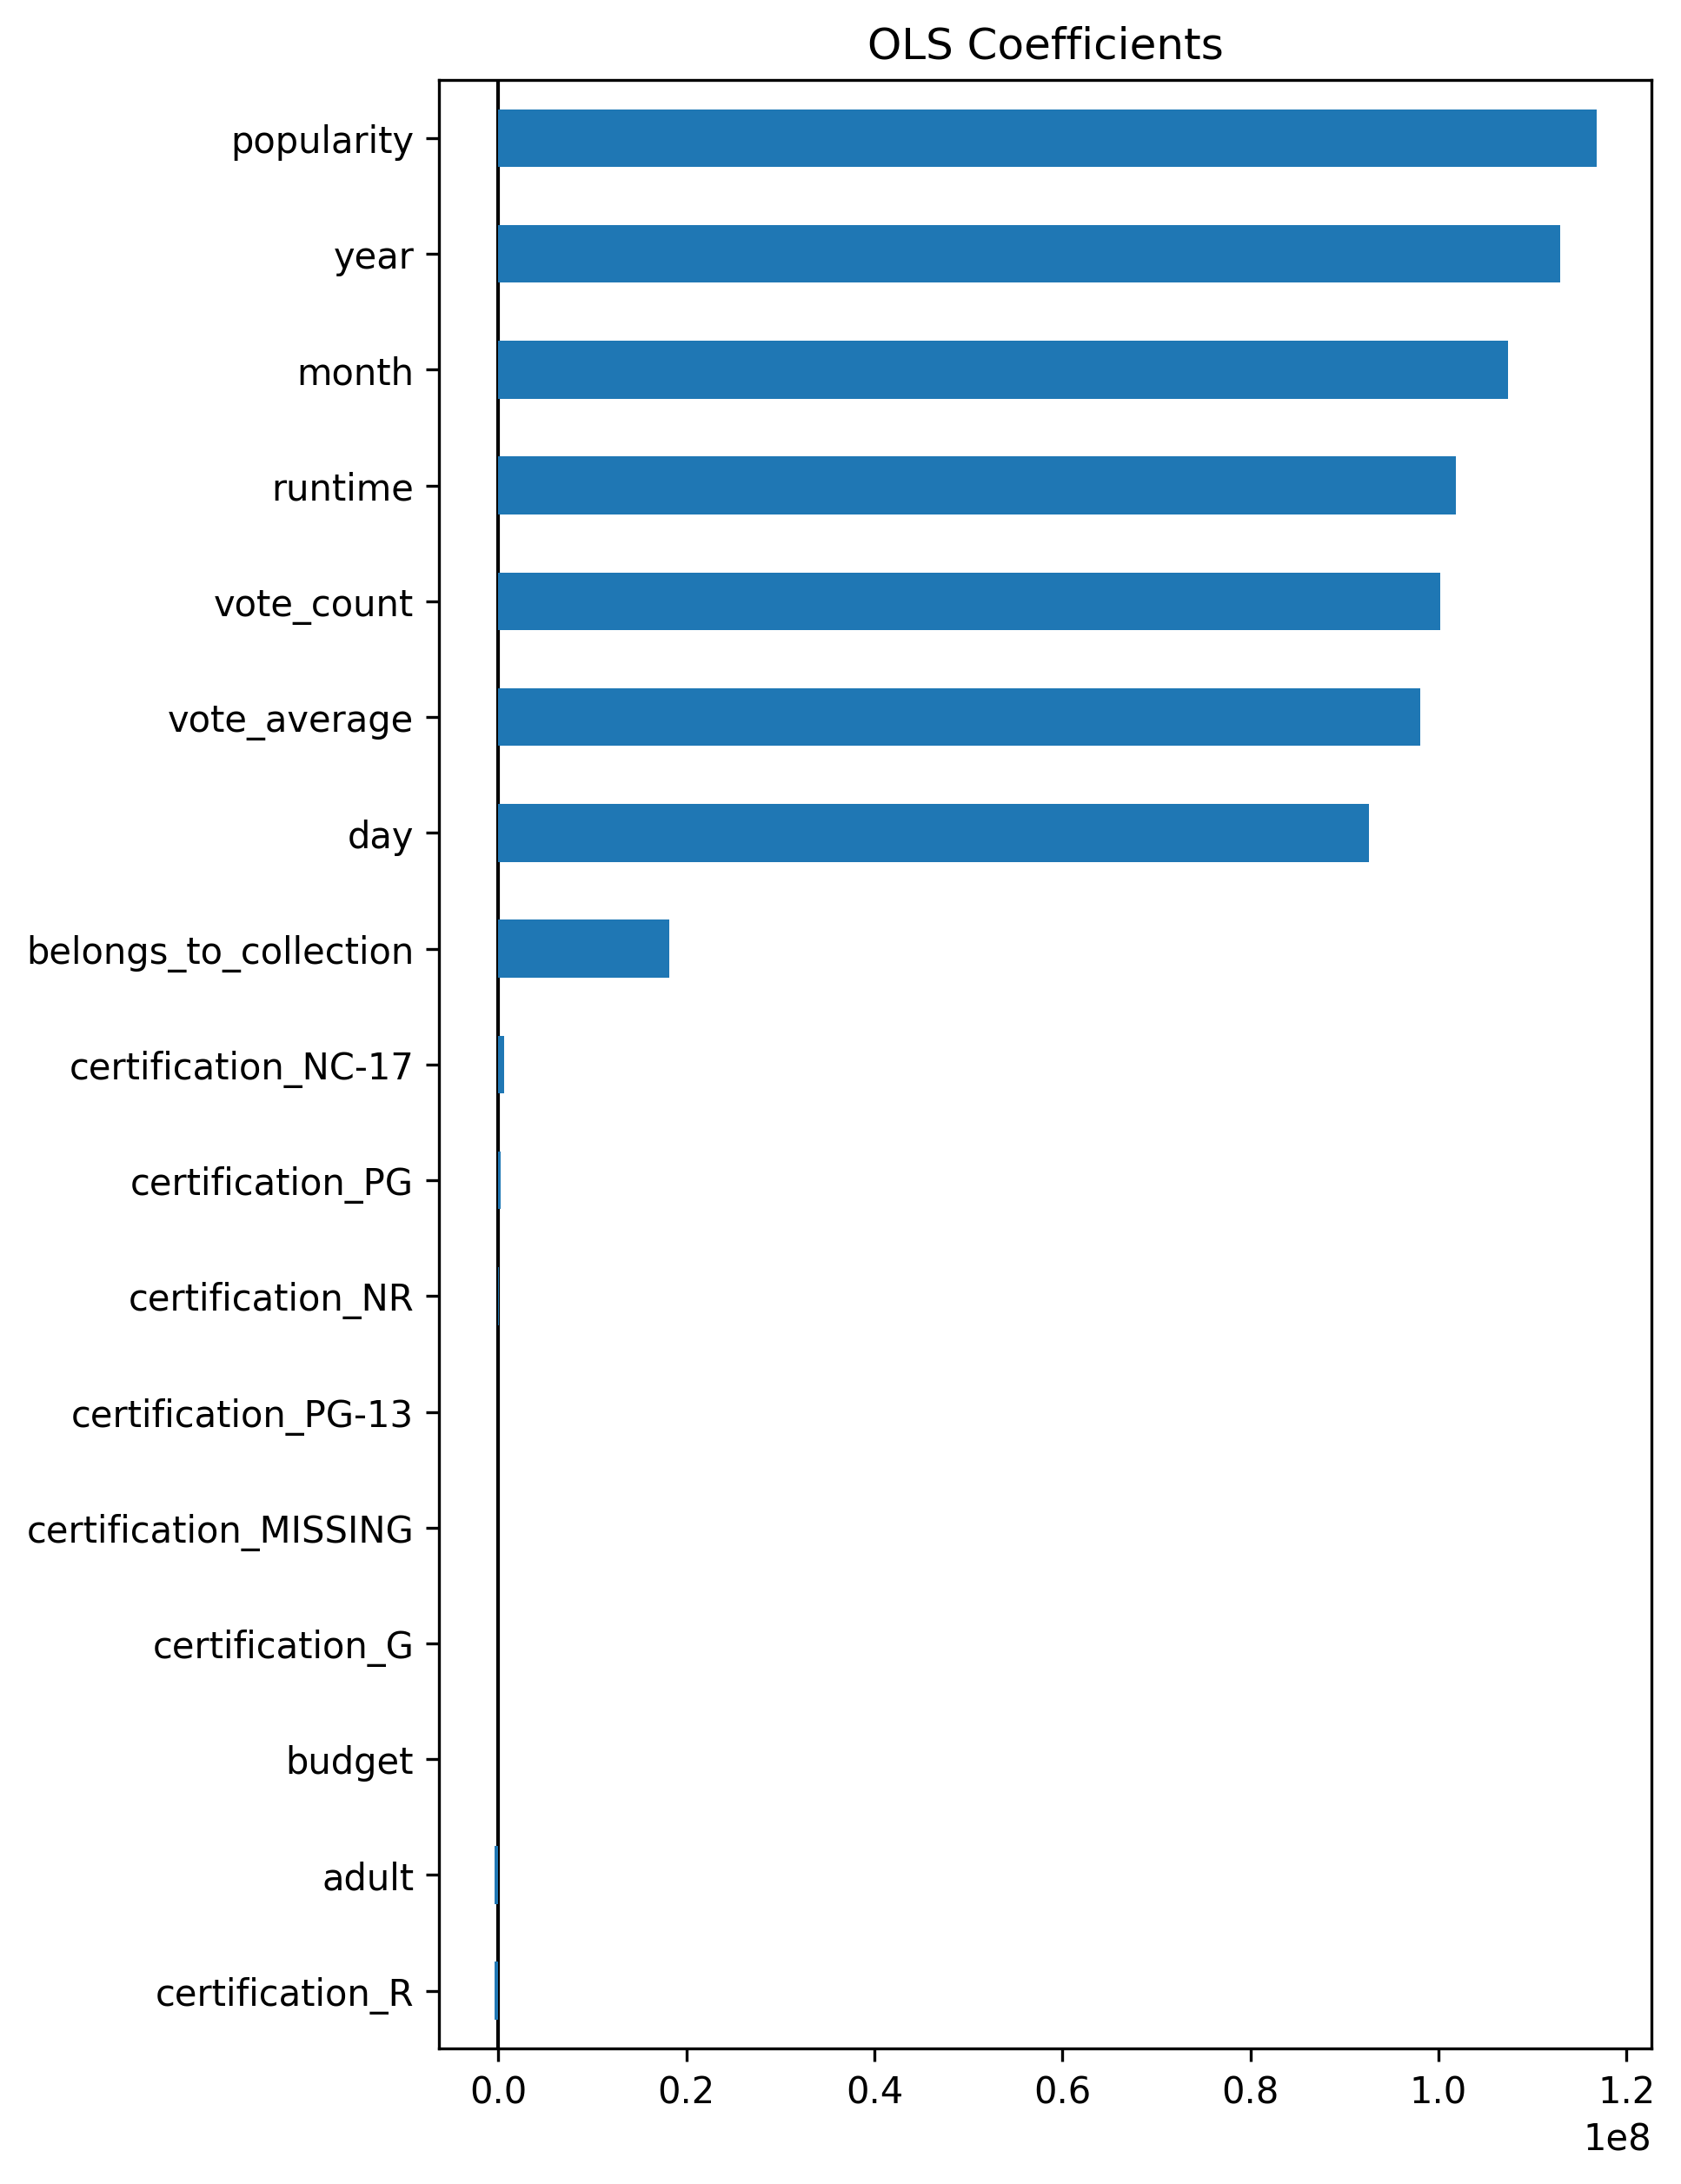 OLS Coefficients
popularity
year
month
runtime
vote_count
vote_average
day
belongs_to_collection
certification_NC-17
certification_PG
certification_NR
certification_PG-13
certification_MISSING
certification_G
budget
adult
certification_R
0.0 0.2 0.4 0.6 0.8 1.0 1.2
1e8